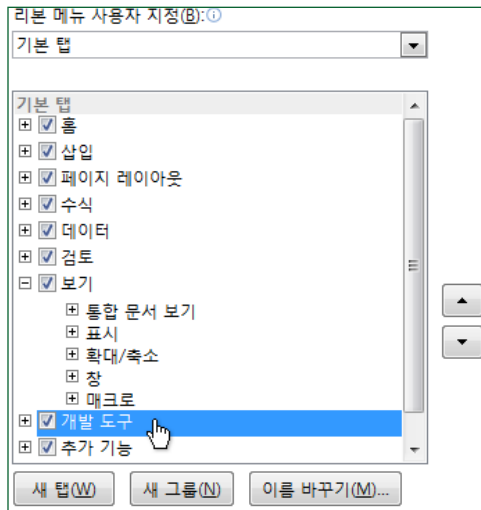 리본 메뉴 사용자 지정(B):
기본 탭
기본 탭
홈
삽입
페이지 레이아웃
수식
데이터
검토
보기
통합 문서 보기
표시
확대/축소
창
매크로
개발 도구
추가 기능
새 탭(W) 새 그룹(N) 이름 바꾸기(M)...